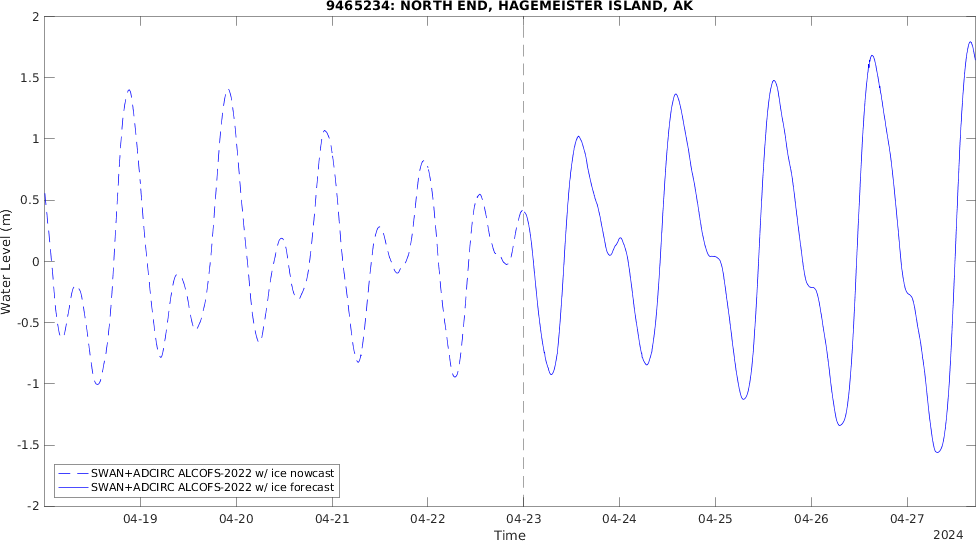 9465234: NORTH END, HAGEMEISTER ISLAND, AK
2
1.5
1
0.5
0
-0.5
-1
-1.5
-2
Water Level (m)
SWAN+ADCIRC ALCOFS-2022 w/ ice nowcast
SWAN+ADCIRC ALCOFS-2022 w/ ice forecast
04-19 04-20 04-21 04-22 04-23 04-24 04-25 04-26 04-27
Time
2024